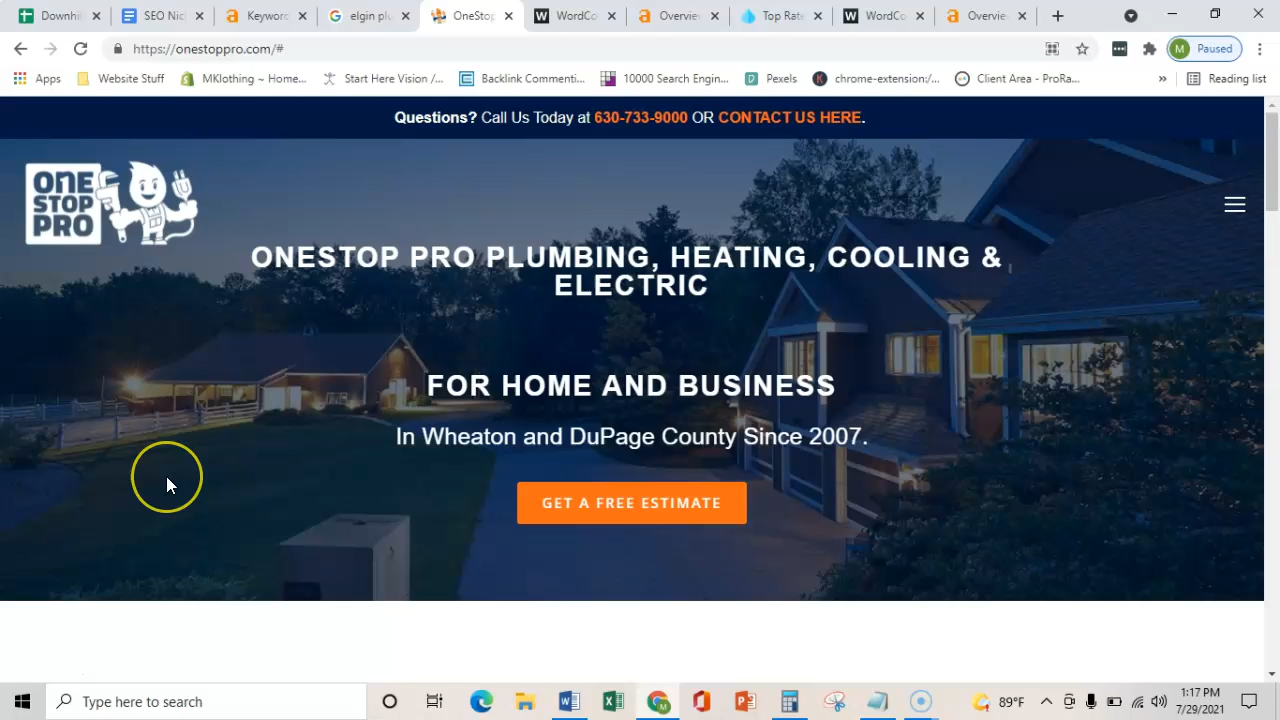 Downhi
SEO Nic
Keyword
elgin plu
OneStop
WordCo
Overvie
Top Rate
WordCo
Overvie
https://onestoppro.com/#
M
Paused
Apps
Website Stuff
MKlothing ~ Home...
Start Here Vision /...
Backlink Commenti...
10000 Search Engin...
Pexels
chrome-extension:/...
Client Area - ProRa...
»
Reading list
Questions? Call Us Today at 630-733-9000 OR CONTACT US HERE.
ONE
STOP
PRO
ONESTOP PRO PLUMBING, HEATING, COOLING &
ELECTRIC
FOR HOME AND BUSINESS
In Wheaton and DuPage County Since 2007.
GET A FREE ESTIMATE
Type here to search
89°F
1:17 PM
7/29/2021